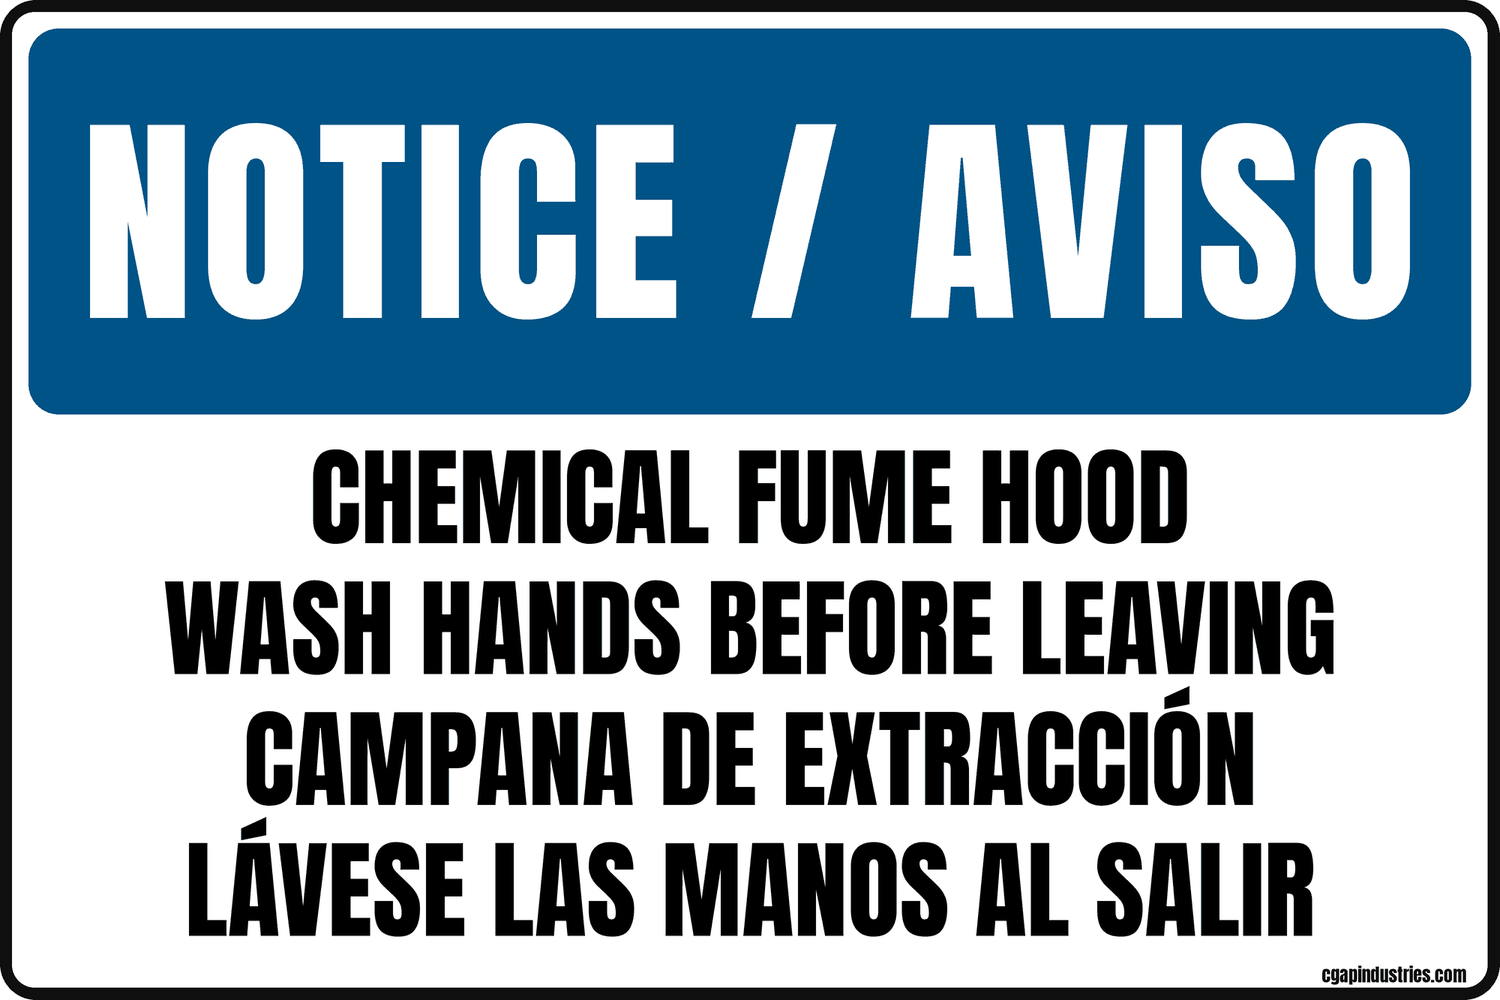 NOTICE / AVISO
CHEMICAL FUME HOOD
WASH HANDS BEFORE LEAVING
CAMPANA DE EXTRACCIÓN
LÁVESE LAS MANOS AL SALIR
cgapindustries.com